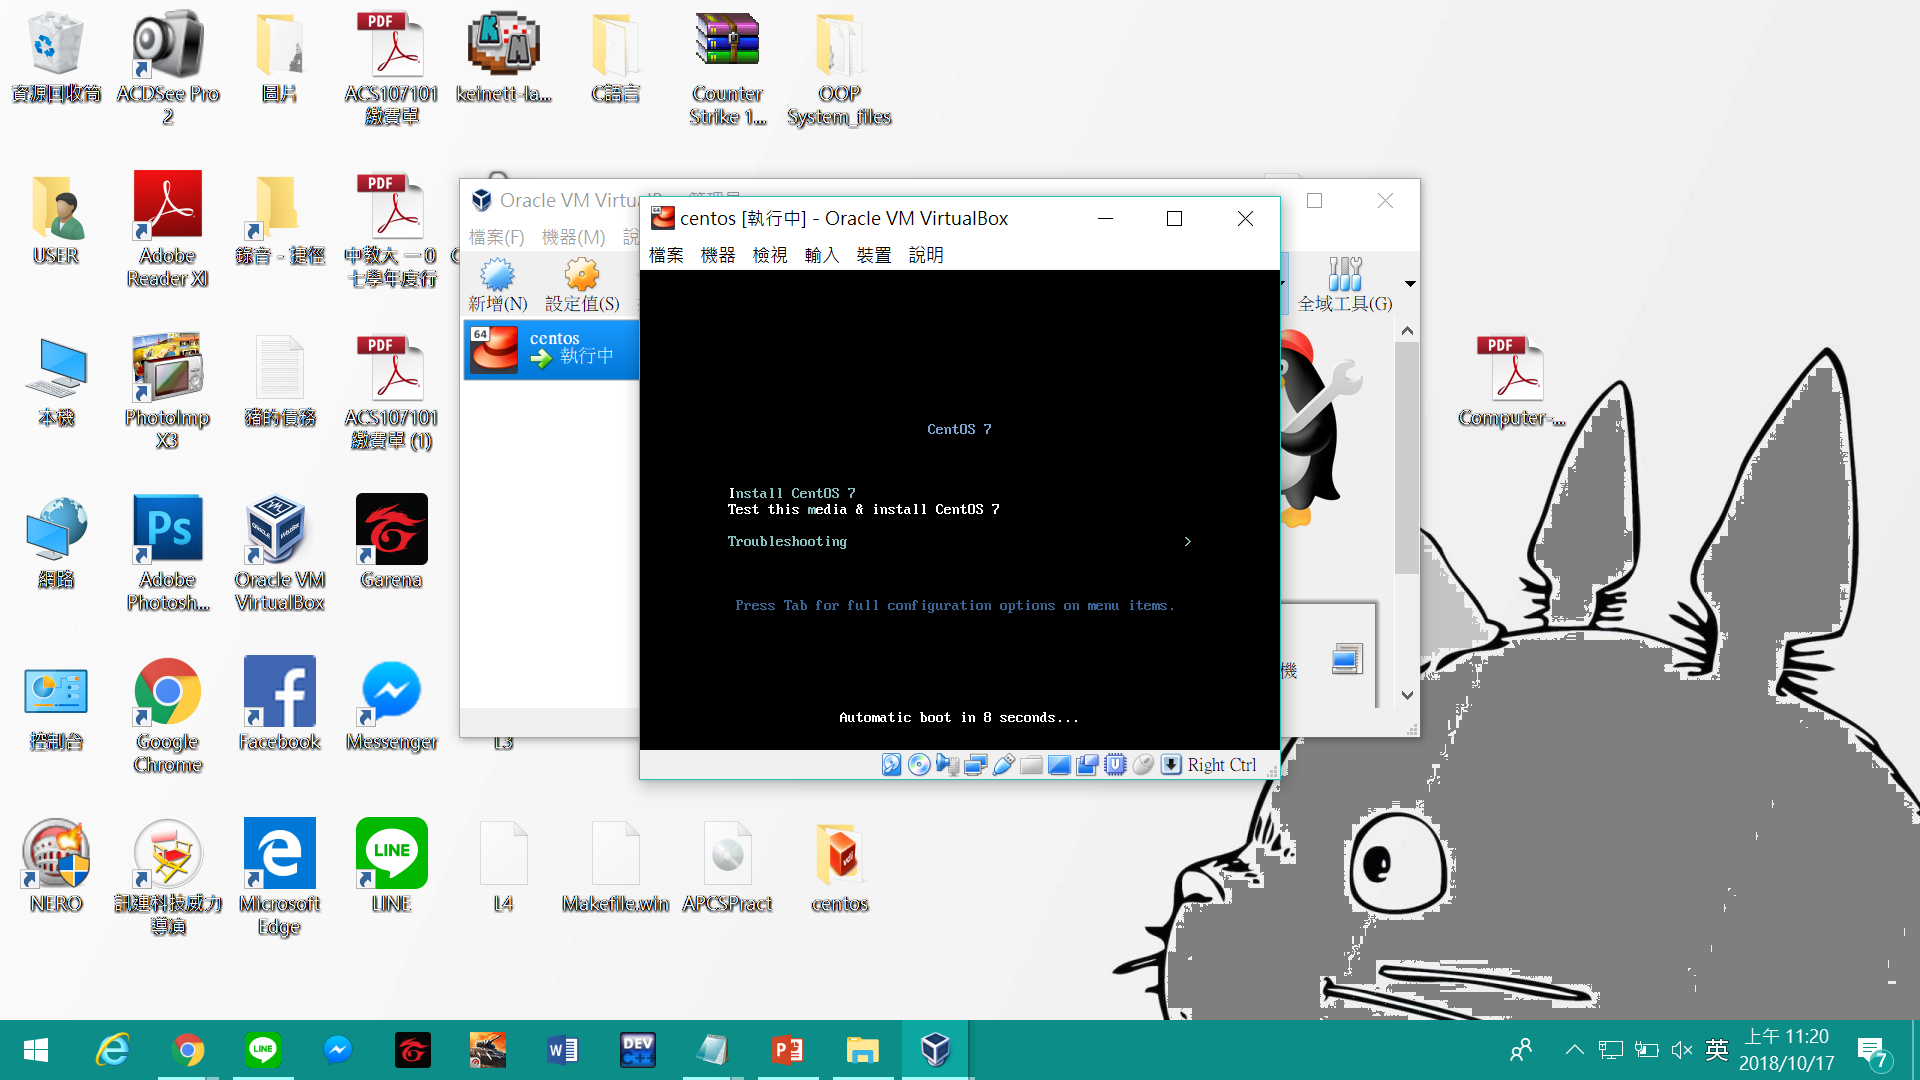 資源回收筒
ACDSee Pro
2
圖片
PDF
ACS107101
繳費單
keinett-la...
C語言
Counter
Strike 1....
OOP
System_files
USER
Adobe
Reader XI
錄音 - 捷徑
PDF
中教大 一０
七學年度行
本機
PhotoImp
X3
豬的債務
PDF
ACS107101
繳費單 (1)
網路
Ps
Adobe
Photosh...
Oracle VM
VirtualBox
Garena
控制台
Google
Chrome
Facebook
Messenger
L3
NERO
訊連科技威力
導演
Microsoft
Edge
LINE
LINE
L4
Makefile.win
APCSPract
centos
PDF
Computer-...
Oracle VM Virtu
檔案(F) 機器(M) 說
新增(N) 設定值(S)
全域工具(G)
64
centos
執行中
機
centos [執行中] - Oracle VM VirtualBox
檔案 機器 檢視 輸入 裝置 說明
CentOS 7
Install CentOS 7
Test this media & install CentOS 7
Troubleshooting >
Press Tab for full configuration options on menu items.
Automatic boot in 8 seconds...
Right Ctrl
LINE
DEV
C++
英
上午 11:20
2018/10/17
7